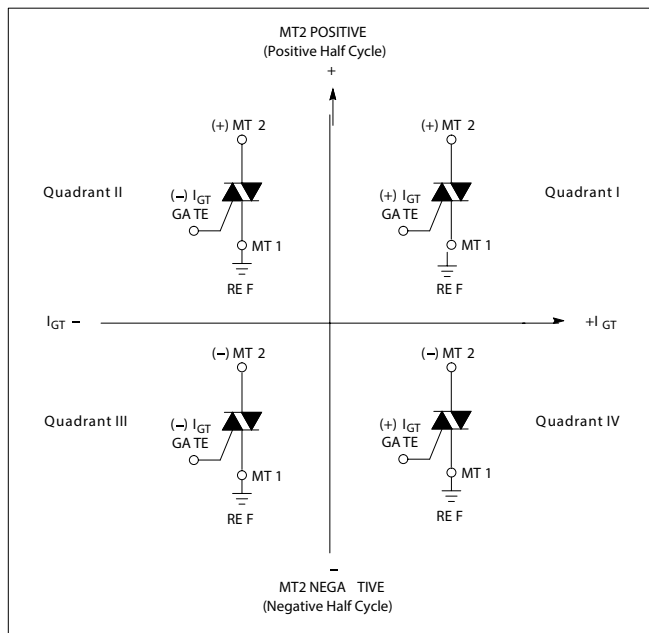 MT2 POSITIVE
(Positive Half Cycle)
+
(+) MT 2
(+) MT 2
Quadrant II
(–) IGT
GA TE
(+) IGT
GA TE
Quadrant I
MT 1
MT 1
RE F
RE F
IGT –
+I GT
(–) MT 2
(–) MT 2
Quadrant III
(–) IGT
GA TE
(+) IGT
GA TE
Quadrant IV
MT 1
MT 1
RE F
RE F
–
MT2 NEGA TIVE
(Negative Half Cycle)